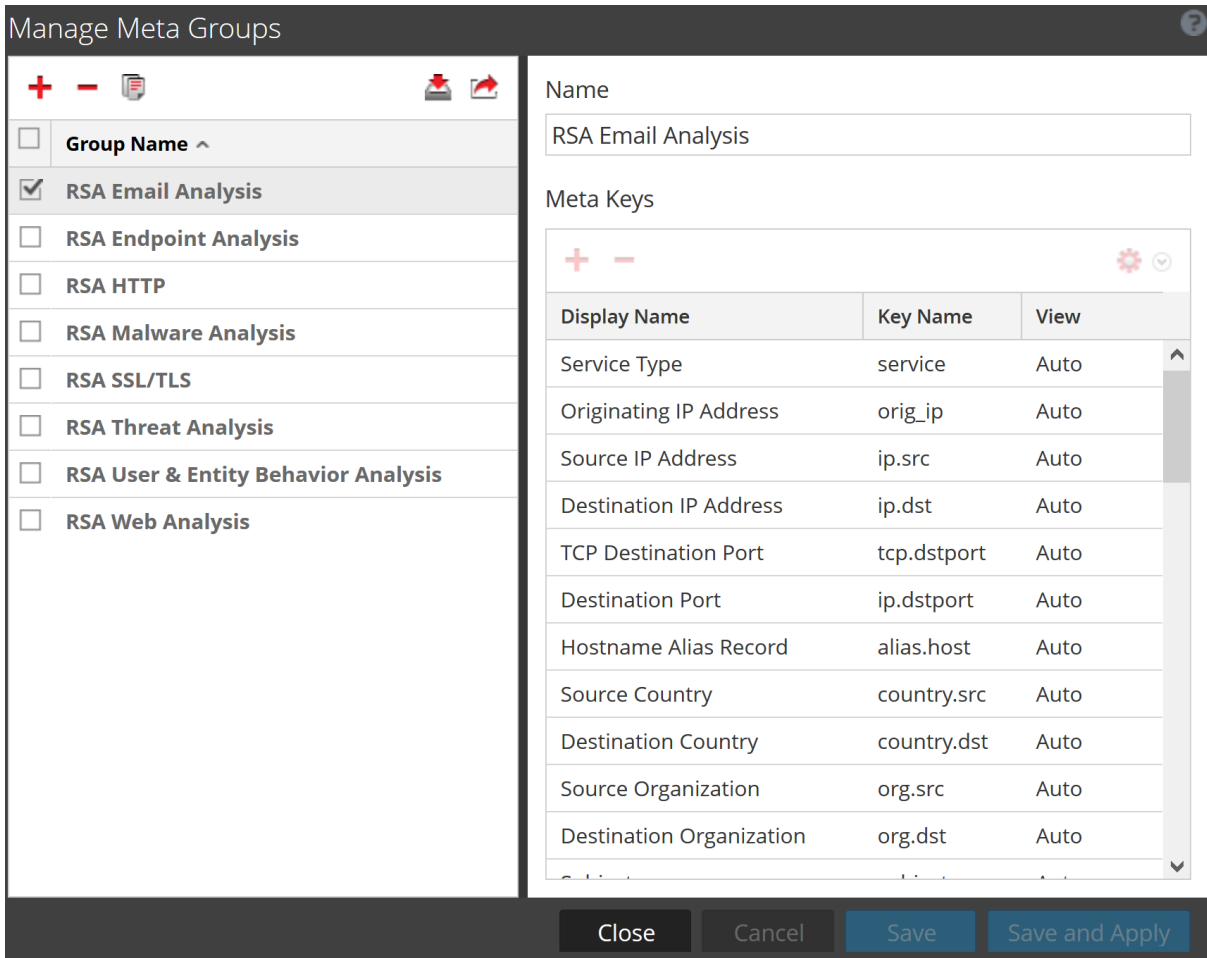 Manage Meta Groups
?
Group Name
RSA Email Analysis
RSA Endpoint Analysis
RSA HTTP
RSA Malware Analysis
RSA SSL/TLS
RSA Threat Analysis
RSA User & Entity Behavior Analysis
RSA Web Analysis
Name
RSA Email Analysis
Meta Keys
Display Name Key Name View
Service Type service Auto
Originating IP Address orig_ip Auto
Source IP Address ip.src Auto
Destination IP Address ip.dst Auto
TCP Destination Port tcp.dstport Auto
Destination Port ip.dstport Auto
Hostname Alias Record alias.host Auto
Source Country country.src Auto
Destination Country country.dst Auto
Source Organization org.src Auto
Destination Organization org.dst Auto
Close Cancel Save Save and Apply